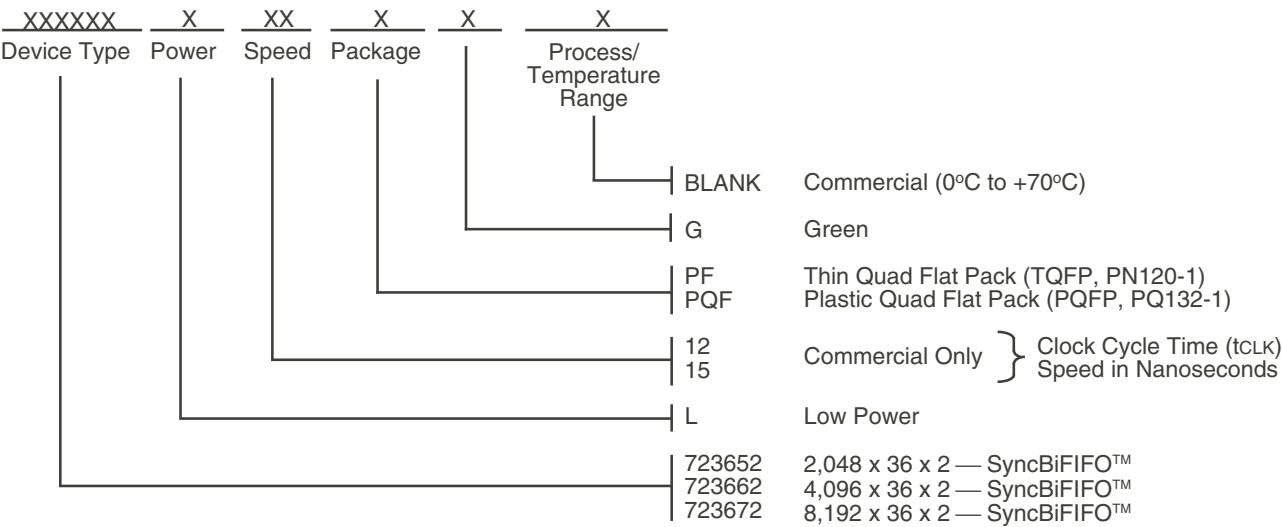 XXXXXX X XX X X X
Device Type Power Speed Package Process/
Temperature
Range
BLANK Commercial (0°C to +70°C)
G Green
PF Thin Quad Flat Pack (TQFP, PN120-1)
PQF Plastic Quad Flat Pack (PQFP, PQ132-1)
12
15
Commercial Only
Clock Cycle Time (tCLK)
Speed in Nanoseconds
L Low Power
723652 2,048 x 36 x 2 — SyncBiFIFO™
723662 4,096 x 36 x 2 — SyncBiFIFO™
723672 8,192 x 36 x 2 — SyncBiFIFO™